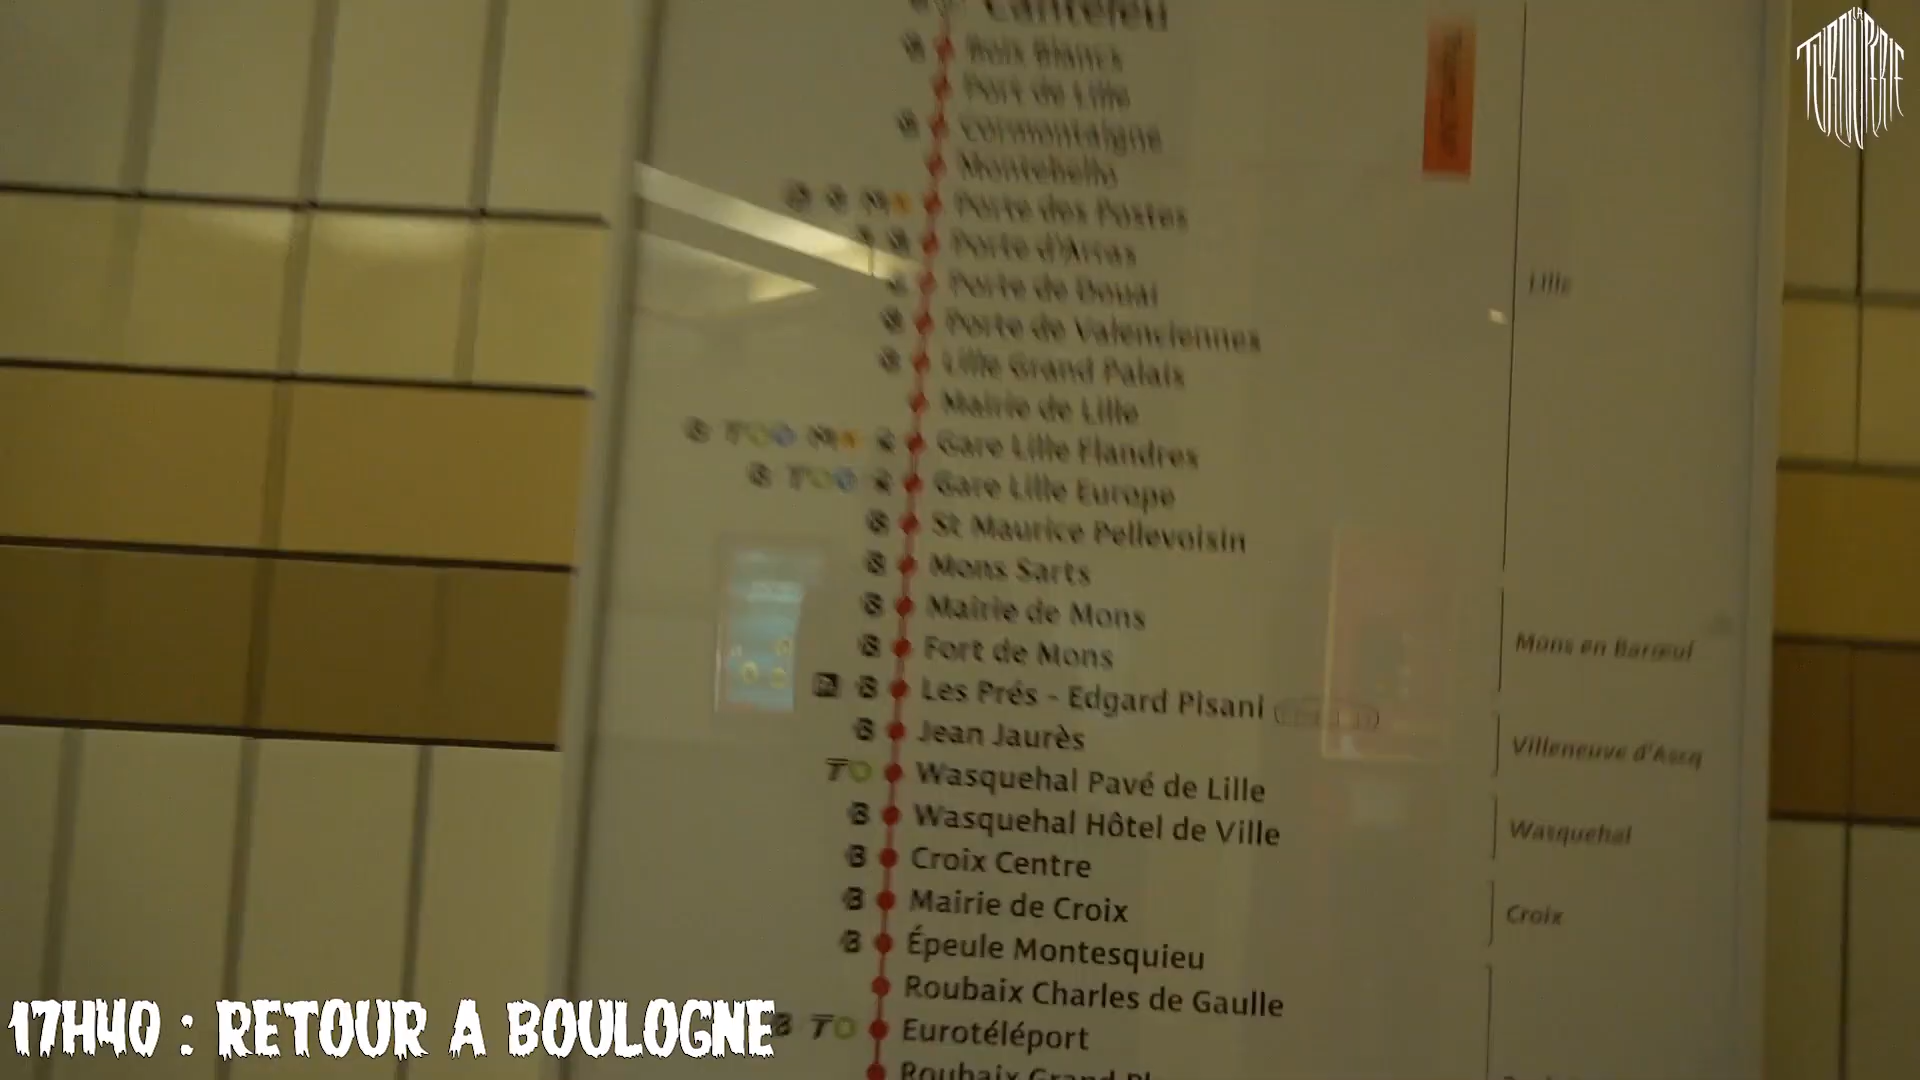 Canteleu
Bois Blancs
Port de Lille
Cormontaigne
Montebello
Porte des Postes
Porte d'Arras
Porte de Douai
Porte de Valenciennes
Lille Grand Palais
Mairie de Lille
Gare Lille Flandres
Gare Lille Europe
St Maurice Pellevoisin
Mons Sarts
Mairie de Mons
Fort de Mons
Les Prés - Edgard Pisani
Jean Jaurès
Wasquehal Pavé de Lille
Wasquehal Hôtel de Ville
Croix Centre
Mairie de Croix
Épeule Montesquieu
Roubaix Charles de Gaulle
Eurotéléport
Roubaix Grand
Lille
Mons en Barœul
Villeneuve d'Ascq
Wasquehal
Croix
17H40 : RETOUR A BOULOGNE